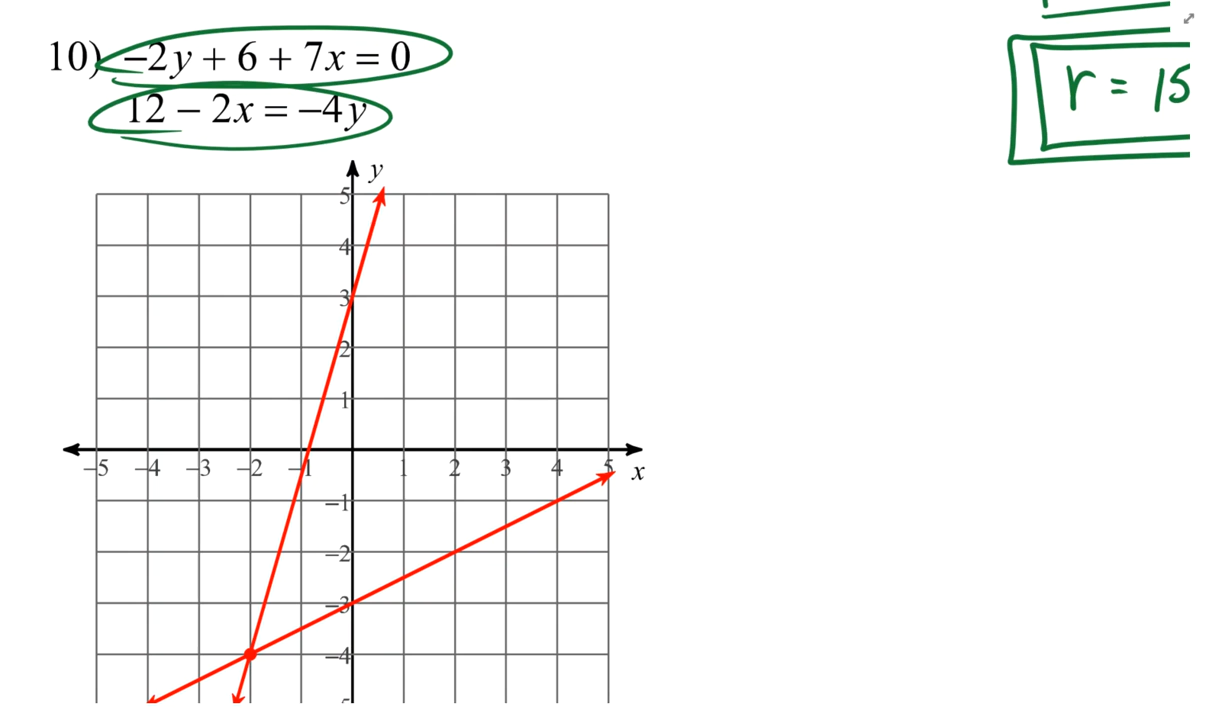 10) −2y + 6 + 7x = 0
12 − 2x = −4y
r = 15
y
5
4
3
2
1
−5 −4 −3 −2 −1 1 2 3 4 5 x
−1
−2
−3
−4